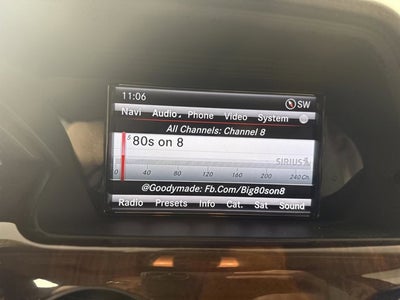 11:06 SW
Navi Audio Phone Video System
All Channels: Channel 8
5 80s on 8
SIRIUS
0 40 80 120 160 200 240 Ch
@Goodymade: Fb.Com/Big80son8
Radio Presets Info Cat. Sat Sound